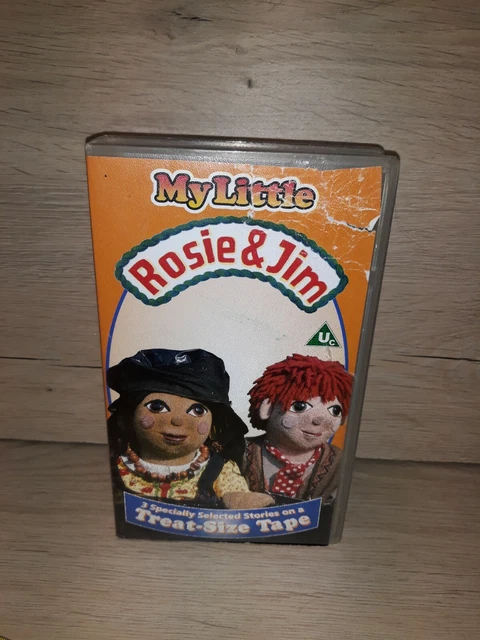 My Little
Rosie & Jim
Uc
3 Specially Selected Stories on a
Treat-Size Tape